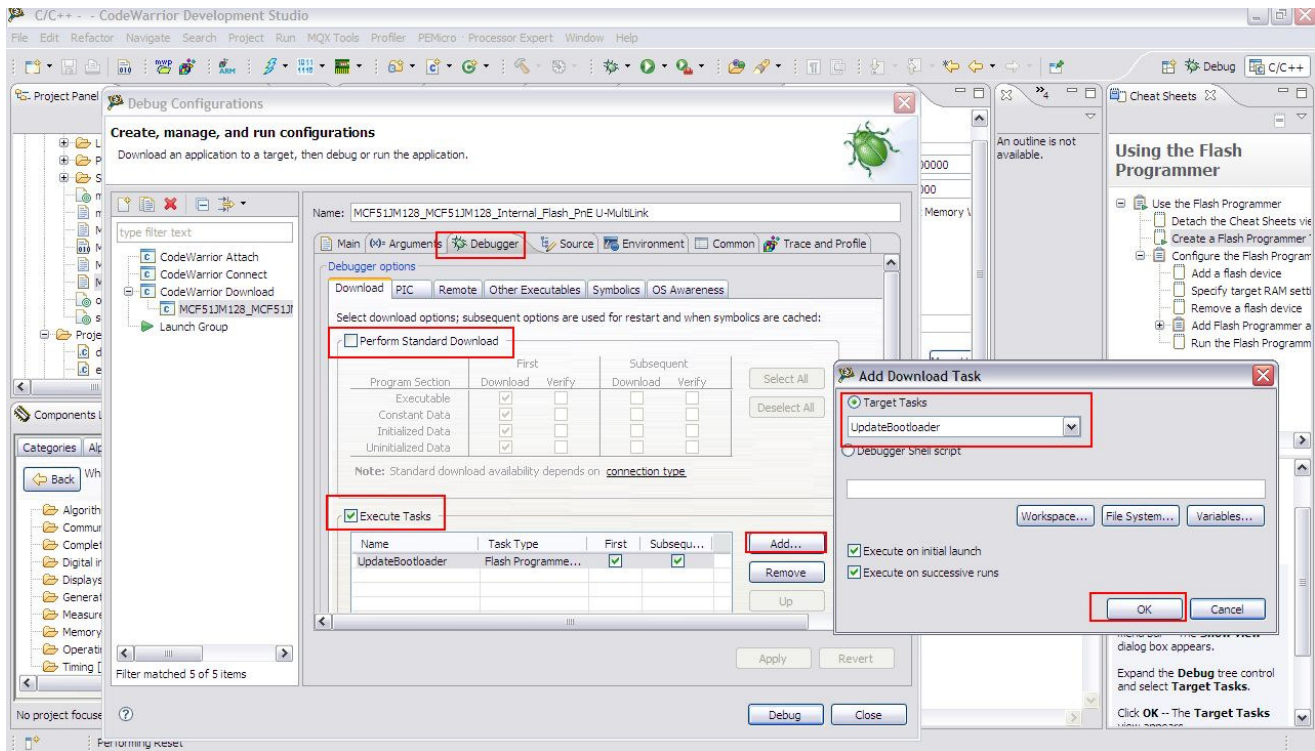 C/C++ - - CodeWarrior Development Studio
File Edit Refactor Navigate Search Project Run MQX Tools Profiler PEMicro Processor Expert Window Help
Debug C/C++
Project Panel
Debug Configurations
Create, manage, and run configurations
Download an application to a target, then debug or run the application.
type filter text
CodeWarrior Attach
CodeWarrior Connect
CodeWarrior Download
MCF51JM128_MCF51J
Launch Group
Filter matched 5 of 5 items
Name: MCF51JM128_MCF51JM128_Internal_Flash_PnE U-MultiLink
Main (x)= Arguments Debugger Source Environment Common Trace and Profile
Debugger options
Download PIC Remote Other Executables Symbolics OS Awareness
Select download options; subsequent options are used for restart and when symbolics are cached:
Perform Standard Download
First Subsequent
Program Section Download Verify Download Verify
Executable
Constant Data
Initialized Data
Uninitialized Data
Select All
Deselect All
Note: Standard download availability depends on connection type
Execute Tasks
Name Task Type First Subsequ...
UpdateBootloader Flash Programme...
Add...
Remove
Up
Apply Revert
Debug Close
Add Download Task
Target Tasks
UpdateBootloader
Debugger Shell script
Workspace... File System... Variables...
Execute on initial launch
Execute on successive runs
OK Cancel
An outline is not
available.
Cheat Sheets
Using the Flash
Programmer
Use the Flash Programmer
Detach the Cheat Sheets vie
Create a Flash Programmer
Configure the Flash Program
Add a flash device
Specify target RAM setti
Remove a flash device
Add Flash Programmer a
Run the Flash Programm
dialog box appears.
Expand the Debug tree control
and select Target Tasks.
Click OK -- The Target Tasks
view appears
Components L
Categories Alp
Back Wh
Algorith
Commun
Complet
Digital in
Displays
Generat
Measure
Memory
Operati
Timing [
No project focuse
Performing Reset